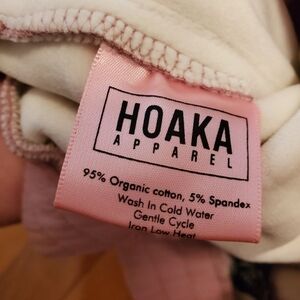 HOAKA
APPAREL
95% Organic cotton, 5% Spandex
Wash In Cold Water
Gentle Cycle
Iron Low Heat